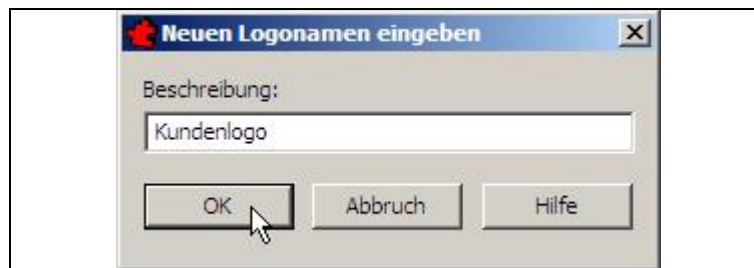 Neuen Logonamen eingeben
Beschreibung:
Kundenlogo
OK Abbruch Hilfe